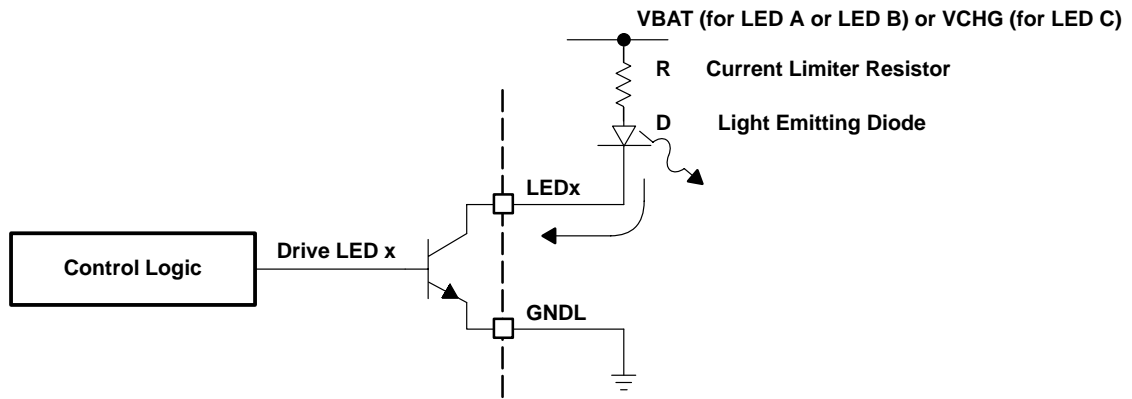 VBAT (for LED A or LED B) or VCHG (for LED C)
R Current Limiter Resistor
D Light Emitting Diode
LEDx
Drive LED x
Control Logic
GNDL